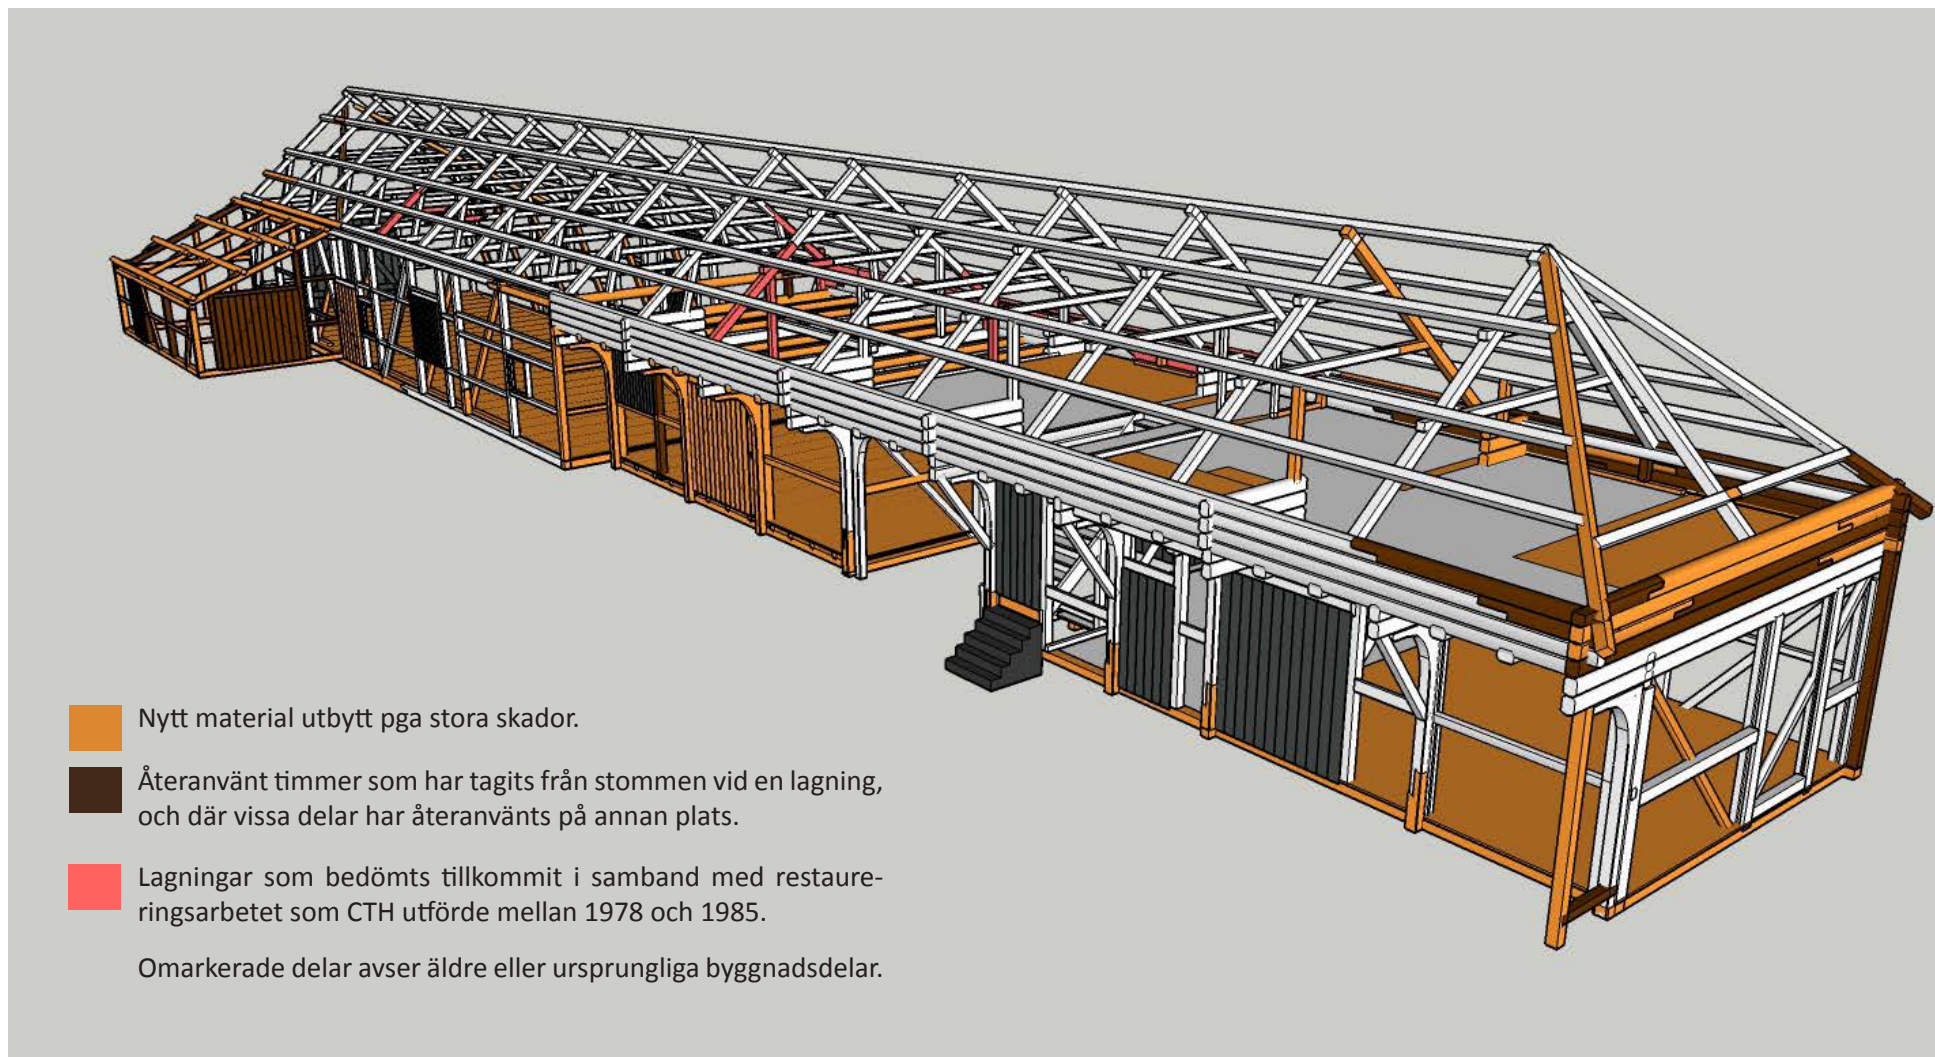 Nytt material utbytt pga stora skador.
Återanvänt timmer som har tagits från stommen vid en lagning,
och där vissa delar har återanvänts på annan plats.
Lagningar som bedömts tillkommit i samband med restaure-
ringsarbetet som CTH utförde mellan 1978 och 1985.
Omarkerade delar avser äldre eller ursprungliga byggnadsdelar.